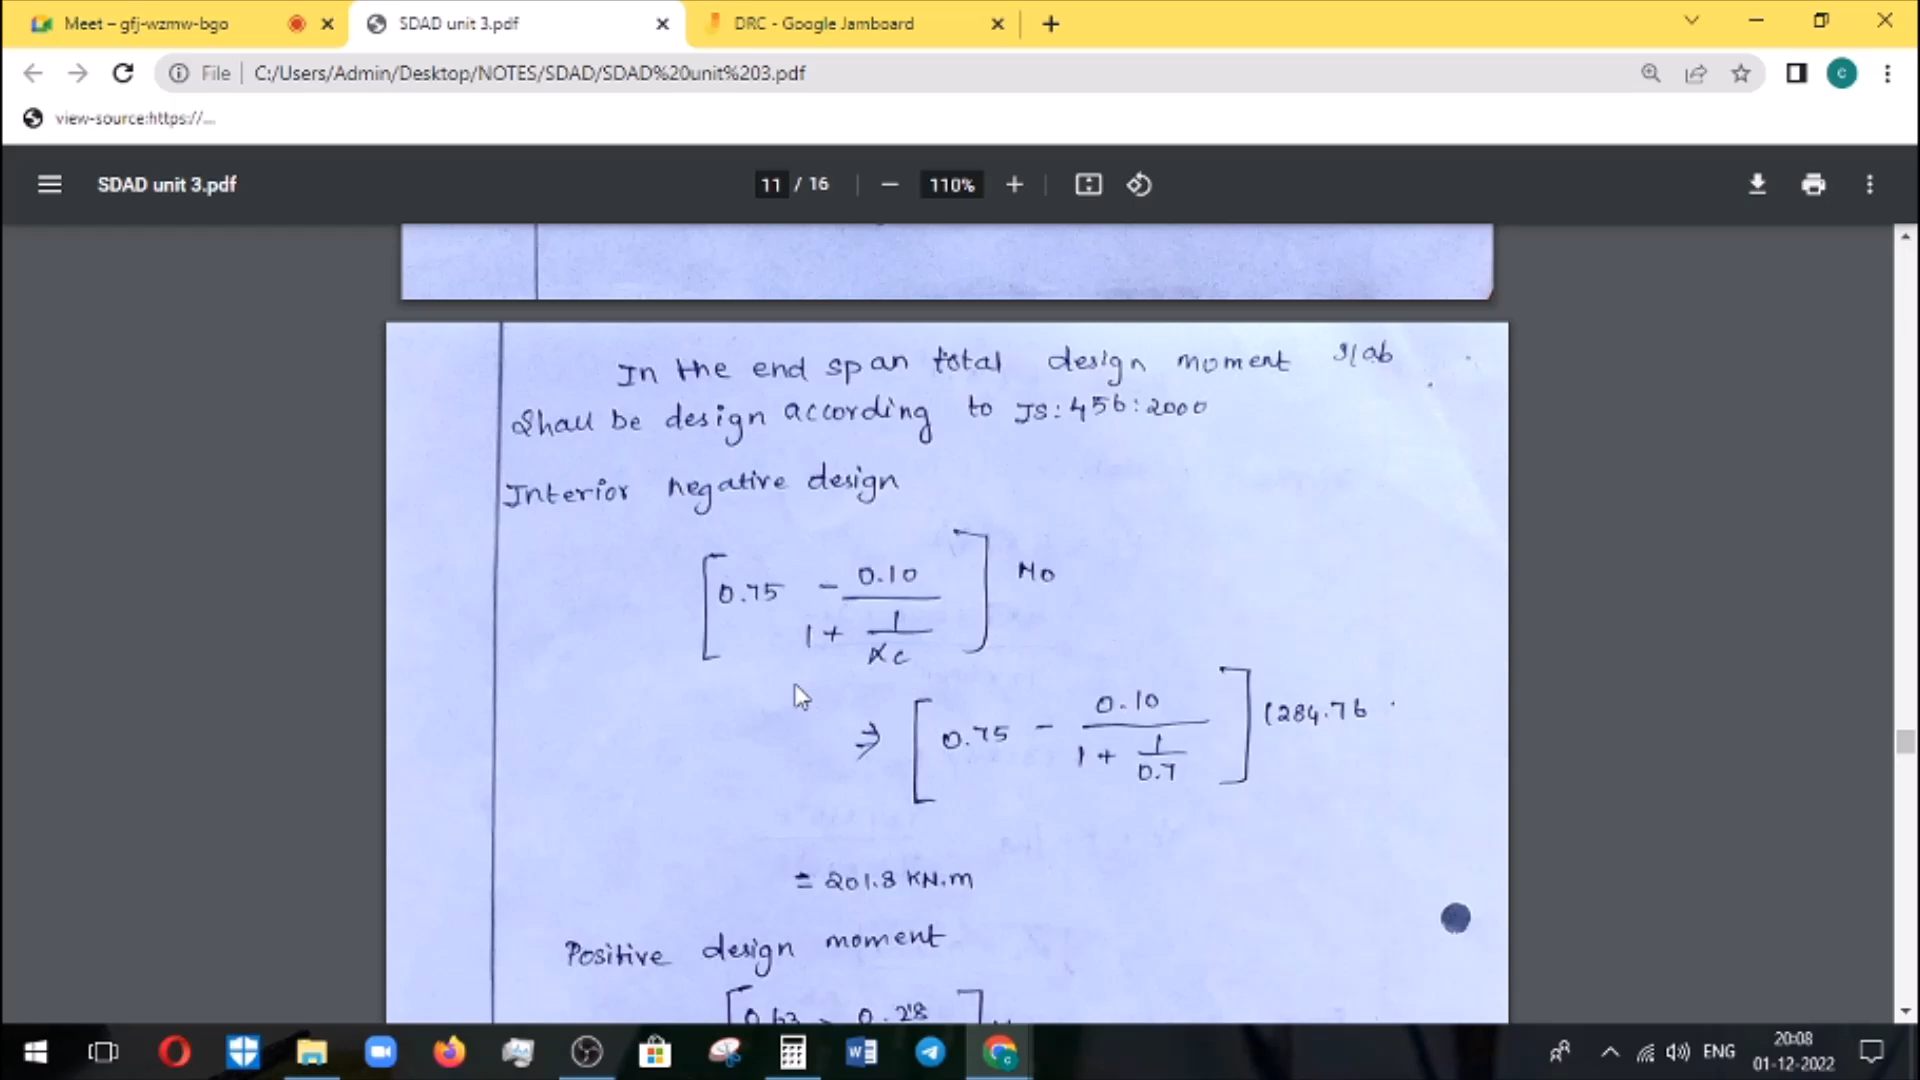 Meet – gfj-wzmw-bgo
SDAD unit 3.pdf
DRC - Google Jamboard
File
C:/Users/Admin/Desktop/NOTES/SDAD/SDAD%20unit%203.pdf
C
view-source:https://...
SDAD unit 3.pdf
11 / 16
110%
In the end span total design moment slab
Shall be design according to IS:456:2000
Interior negative design
[0.75 - 0.10 / (1 + 1/αc)] Mo
⇒ [0.75 - 0.10 / (1 + 1/0.7)] (284.76
= 201.8 KN.m
Positive design moment
[0.63 - 0.28]
ENG
20:08
01-12-2022